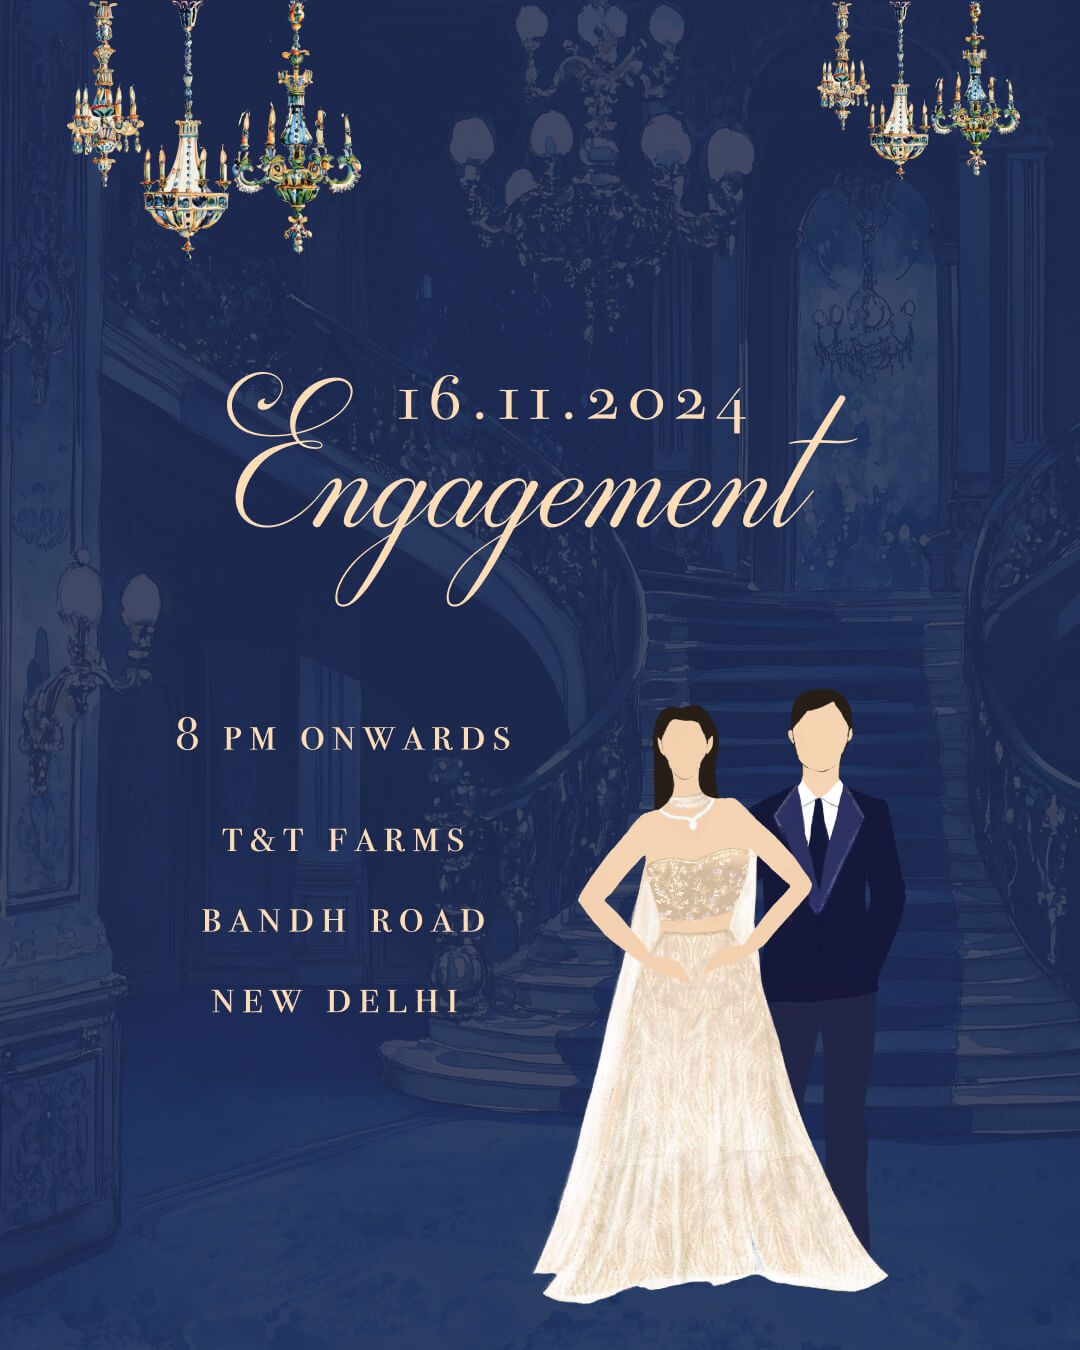 16.11.2024
Engagement
8 PM ONWARDS
T&T FARMS
BANDH ROAD
NEW DELHI